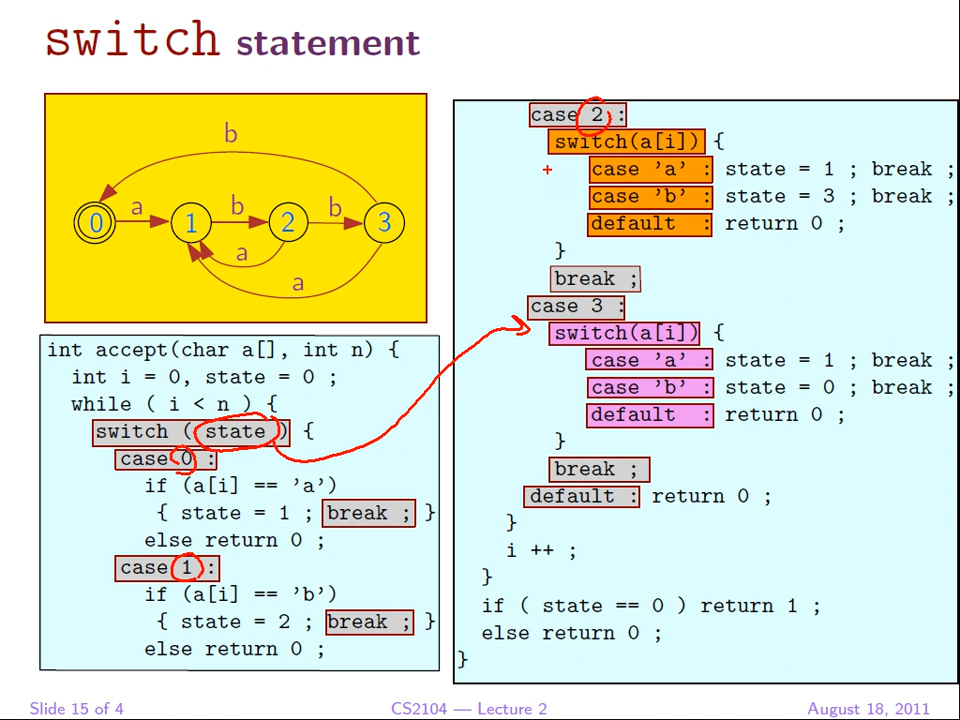 switch statement
b
a
b
b
0
1
2
3
a
a
int accept(char a[], int n) {
int i = 0, state = 0 ;
while ( i < n ) {
switch ( state ) {
case 0 :
if (a[i] == ’a’)
{ state = 1 ; break ; }
else return 0 ;
case 1 :
if (a[i] == ’b’)
{ state = 2 ; break ; }
else return 0 ;
case 2 :
switch(a[i]) {
case ’a’ : state = 1 ; break ;
case ’b’ : state = 3 ; break ;
default : return 0 ;
}
break ;
case 3 :
switch(a[i]) {
case ’a’ : state = 1 ; break ;
case ’b’ : state = 0 ; break ;
default : return 0 ;
}
break ;
default : return 0 ;
}
i ++ ;
}
if ( state == 0 ) return 1 ;
else return 0 ;
}
Slide 15 of 4
CS2104 — Lecture 2
August 18, 2011